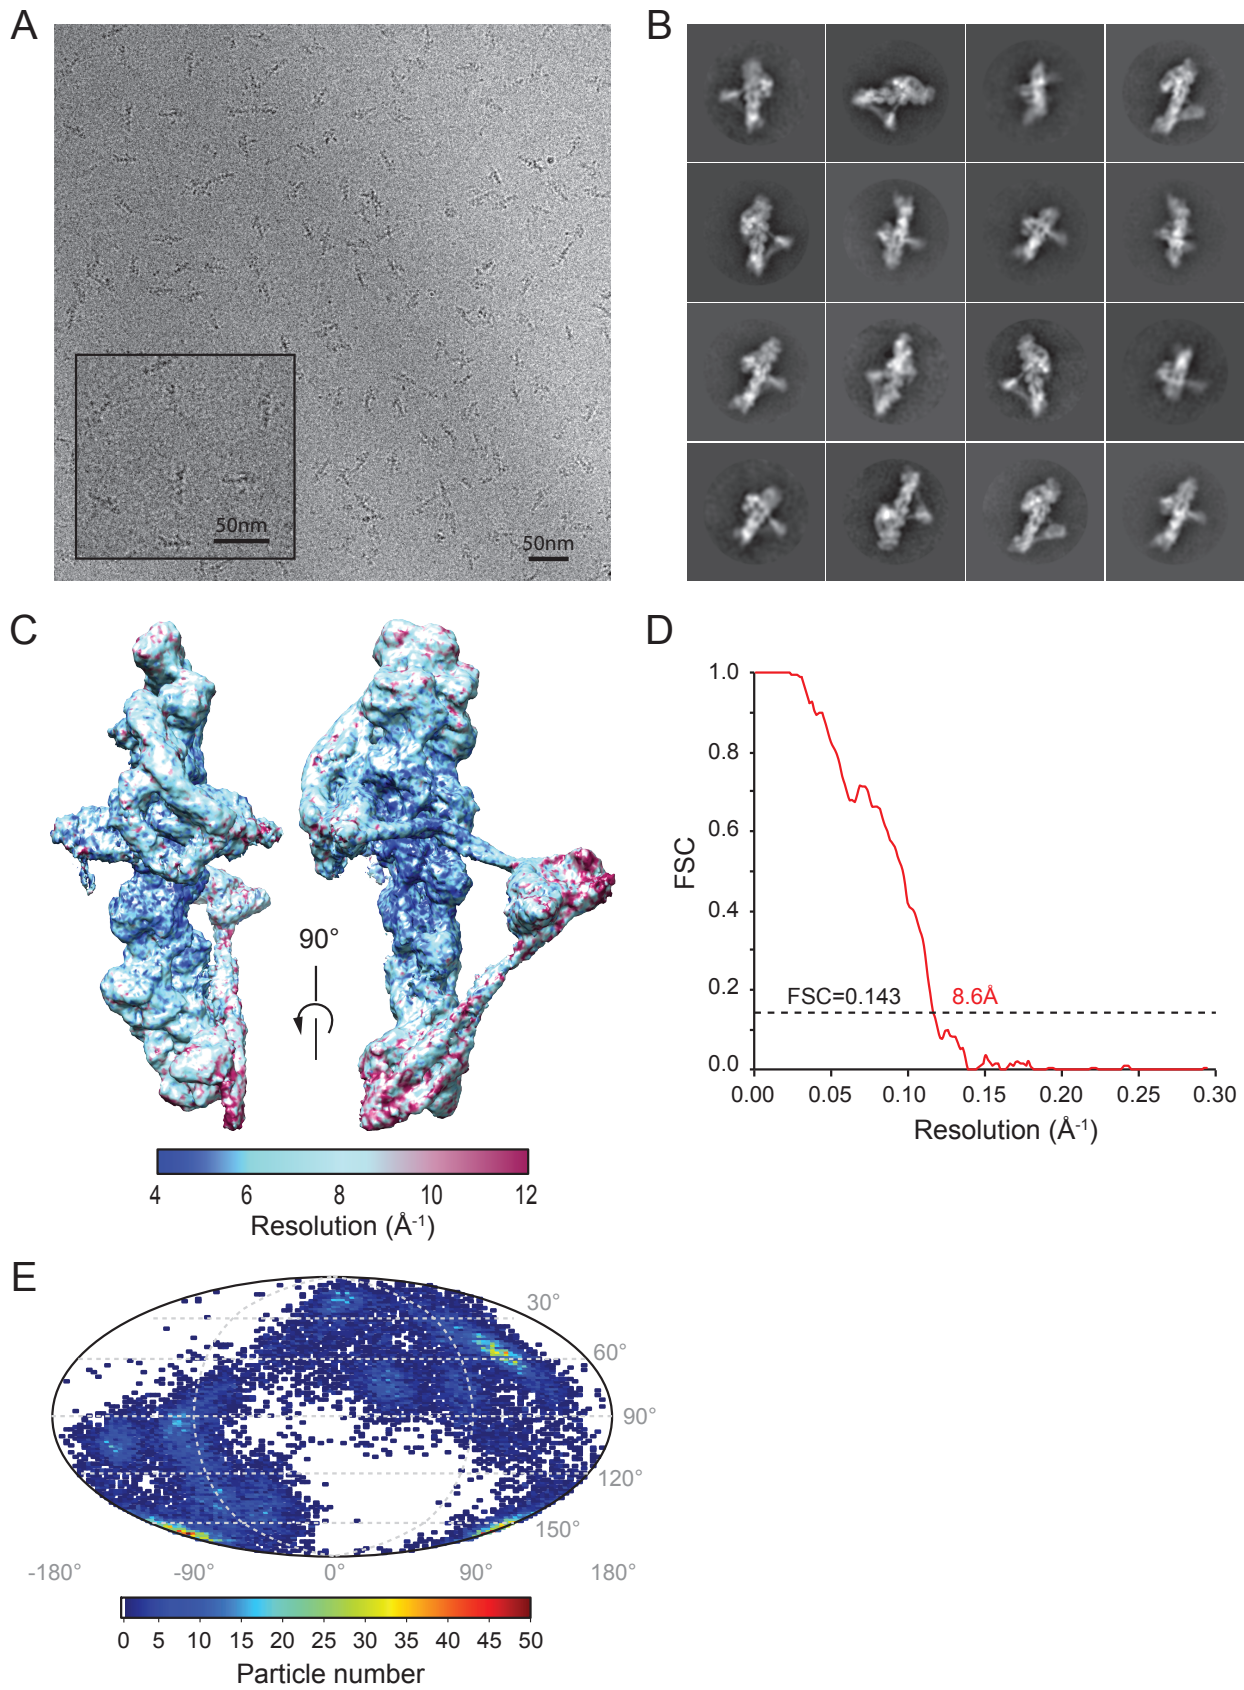 A
50nm
50nm
B
C
90°
4 6 8 10 12
Resolution (Å⁻¹)
D
1.0
0.8
0.6
0.4
0.2
0.0
FSC
FSC=0.143
8.6Å
0.00 0.05 0.10 0.15 0.20 0.25 0.30
Resolution (Å⁻¹)
E
30°
60°
90°
120°
150°
-180° -90° 0° 90° 180°
0 5 10 15 20 25 30 35 40 45 50
Particle number